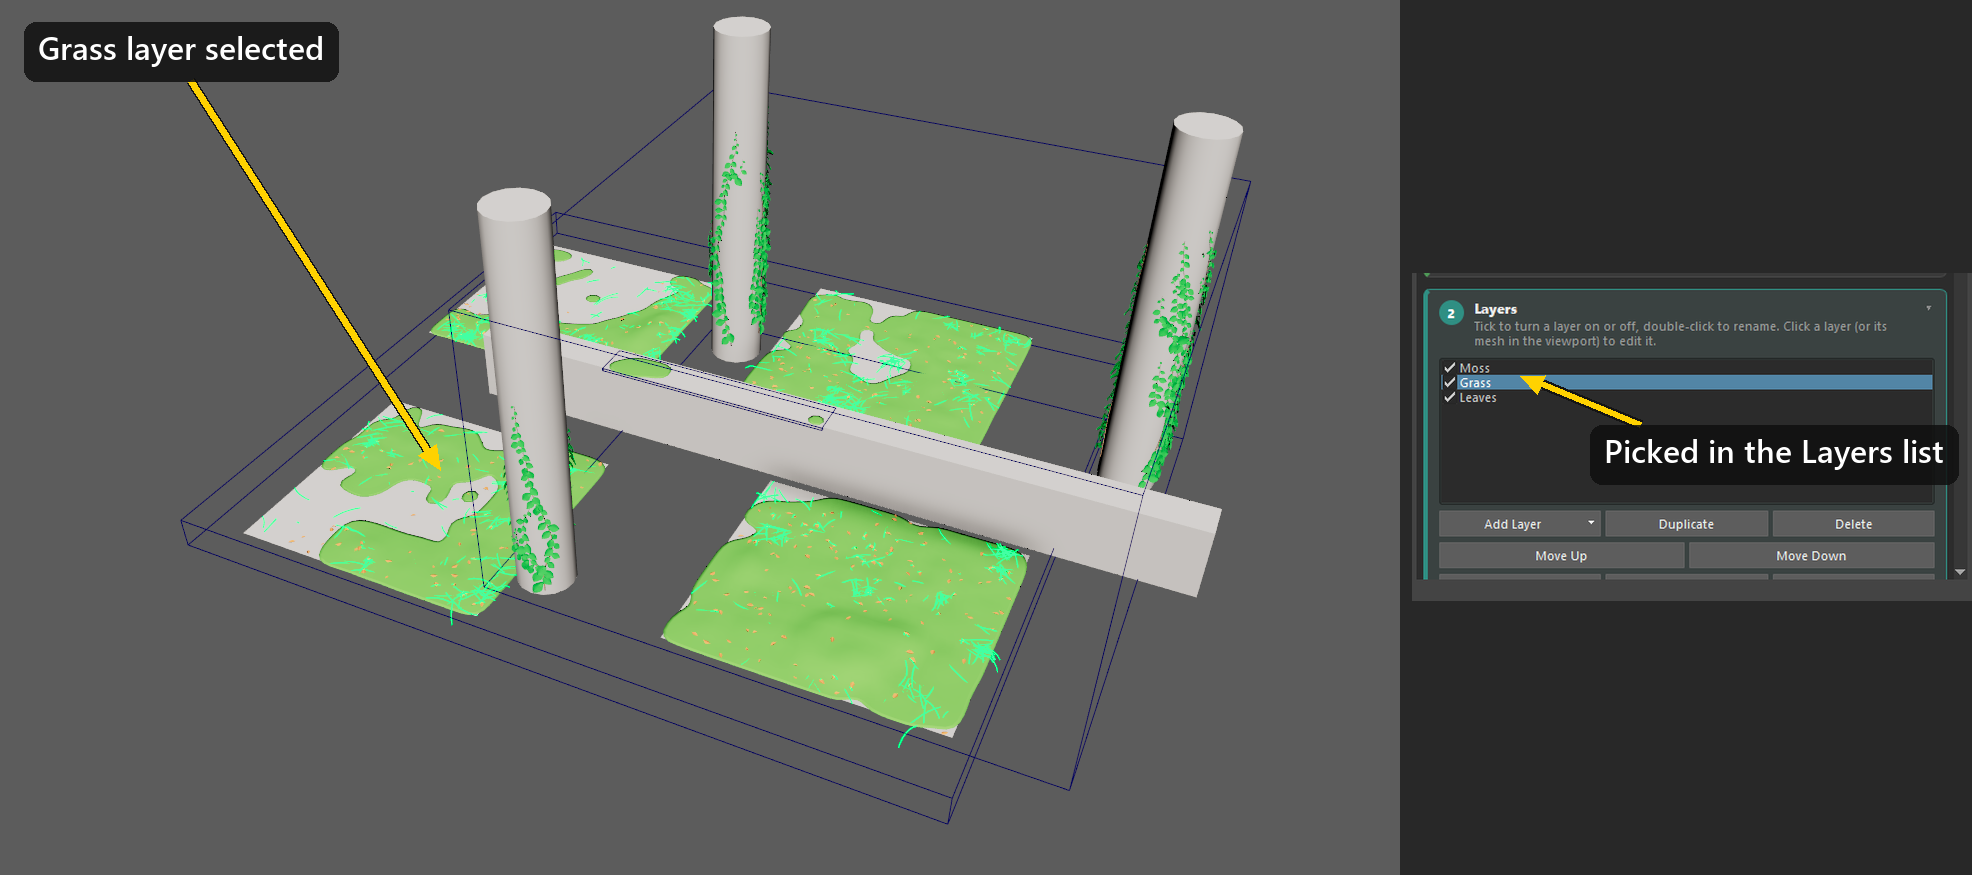 Grass layer selected
2
Layers
Tick to turn a layer on or off, double-click to rename. Click a layer (or its
mesh in the viewport) to edit it.
Moss
Grass
Leaves
Picked in the Layers list
Add Layer
Duplicate
Delete
Move Up
Move Down